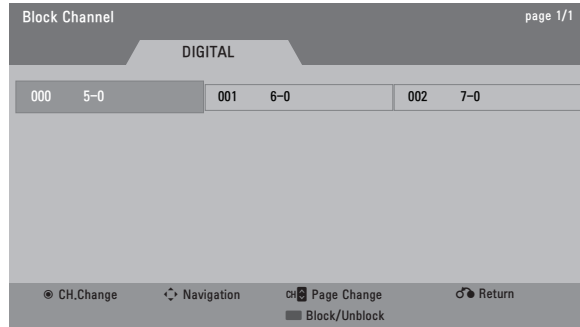 Block Channel page 1/1
DIGITAL
000 5-0 001 6-0 002 7-0
CH.Change Navigation CH Page Change Return
Block/Unblock